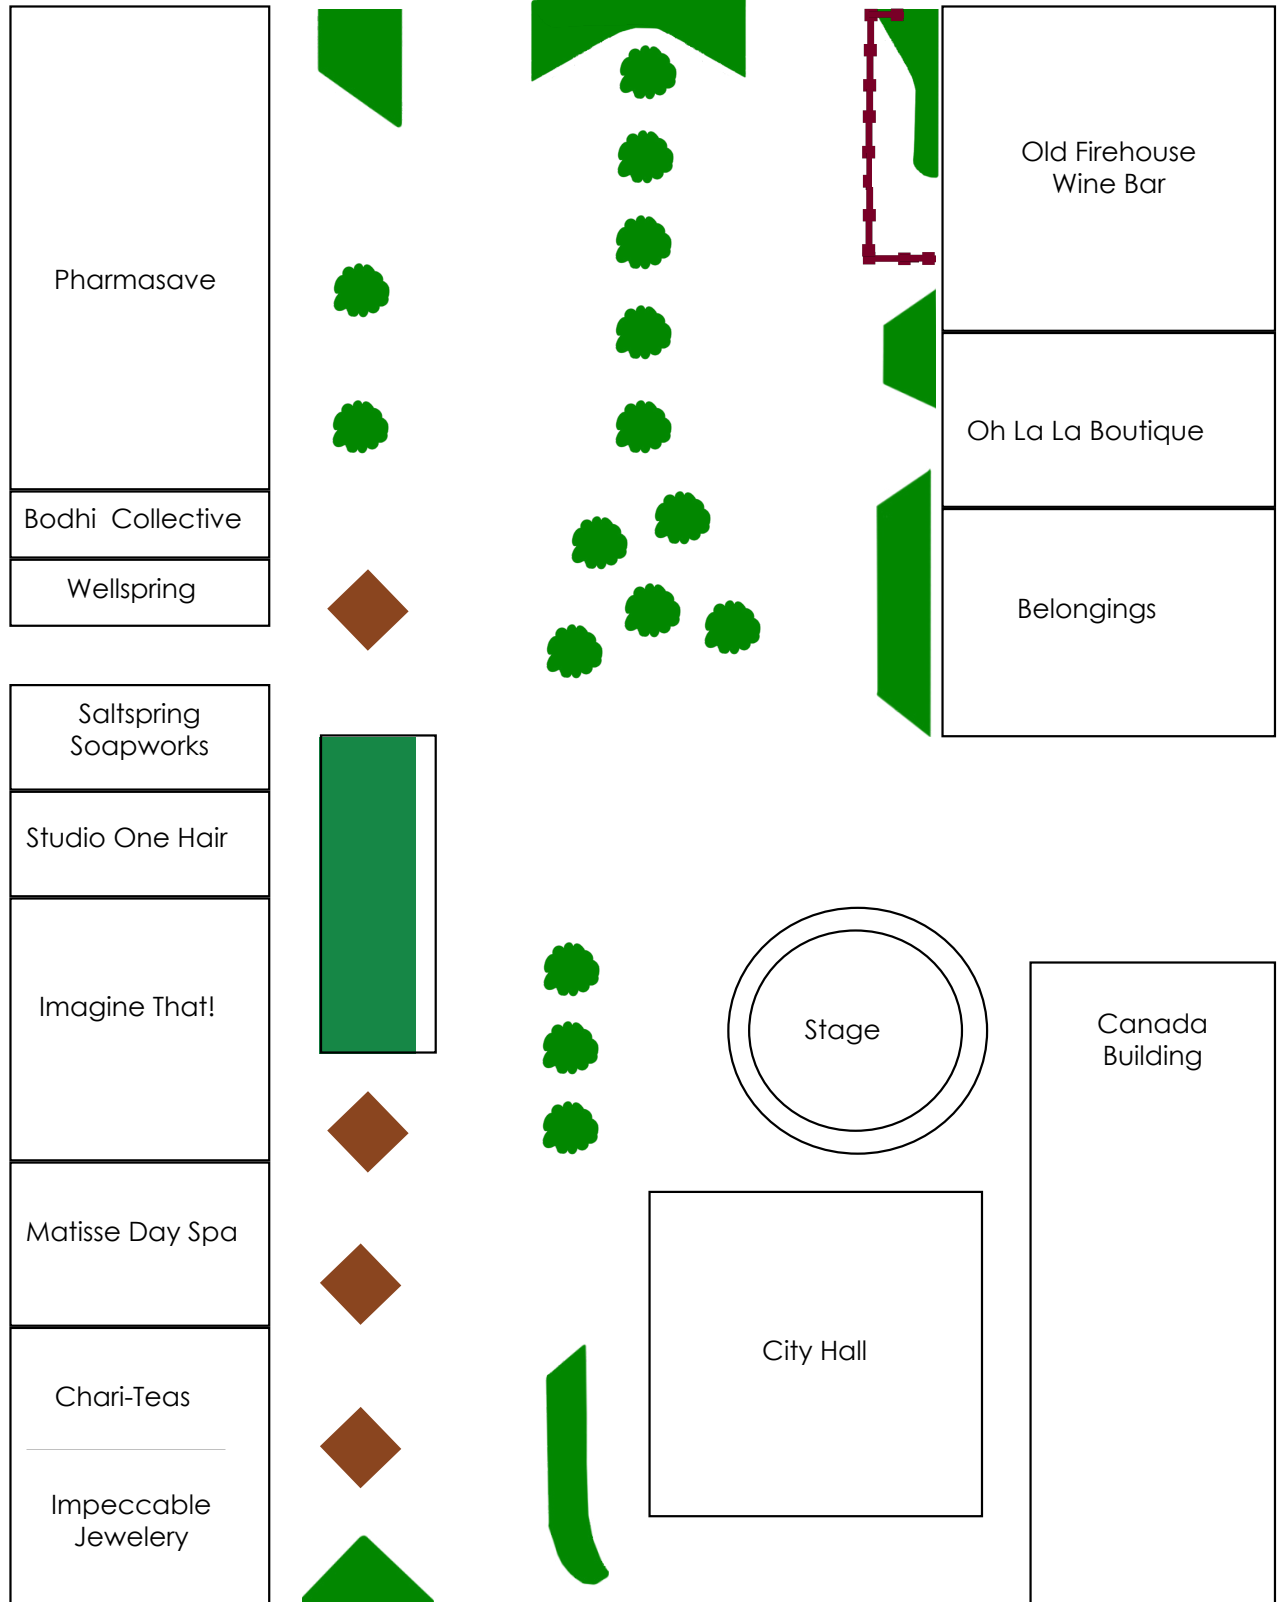 Pharmasave
Bodhi Collective
Wellspring
Saltspring
Soapworks
Studio One Hair
Imagine That!
Matisse Day Spa
Chari-Teas
Impeccable
Jewelery
Old Firehouse
Wine Bar
Oh La La Boutique
Belongings
Stage
Canada
Building
City Hall